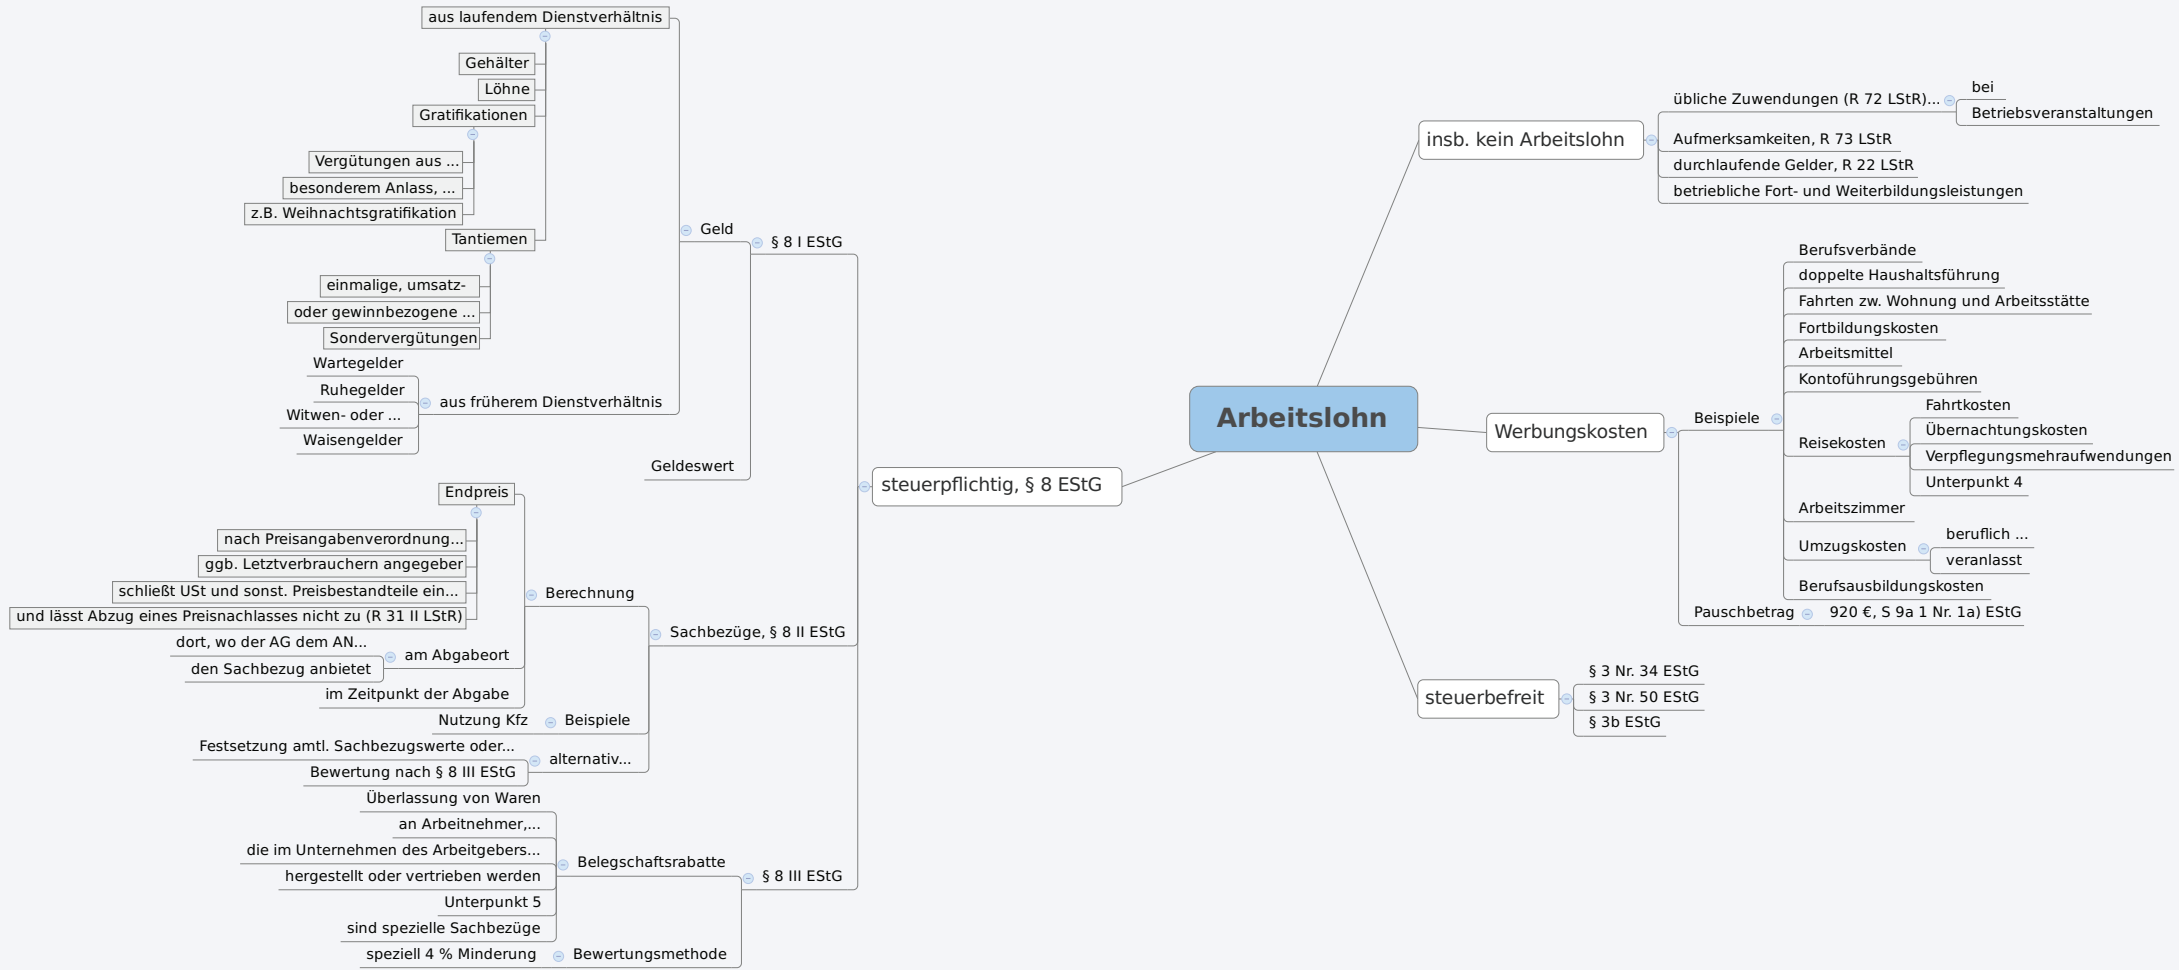 Arbeitslohn
insb. kein Arbeitslohn
übliche Zuwendungen (R 72 LStR)...
bei
Betriebsveranstaltungen
Aufmerksamkeiten, R 73 LStR
durchlaufende Gelder, R 22 LStR
betriebliche Fort- und Weiterbildungsleistungen
Werbungskosten
Beispiele
Berufsverbände
doppelte Haushaltsführung
Fahrten zw. Wohnung und Arbeitsstätte
Fortbildungskosten
Arbeitsmittel
Kontoführungsgebühren
Reisekosten
Fahrtkosten
Übernachtungskosten
Verpflegungsmehraufwendungen
Unterpunkt 4
Arbeitszimmer
Umzugskosten
beruflich ...
veranlasst
Berufsausbildungskosten
Pauschbetrag
920 €, S 9a 1 Nr. 1a) EStG
steuerbefreit
§ 3 Nr. 34 EStG
§ 3 Nr. 50 EStG
§ 3b EStG
steuerpflichtig, § 8 EStG
§ 8 I EStG
Geld
aus laufendem Dienstverhältnis
Gehälter
Löhne
Gratifikationen
Vergütungen aus ...
besonderem Anlass, ...
z.B. Weihnachtsgratifikation
Tantiemen
einmalige, umsatz-
oder gewinnbezogene ...
Sondervergütungen
aus früherem Dienstverhältnis
Wartegelder
Ruhegelder
Witwen- oder ...
Waisengelder
Geldeswert
Sachbezüge, § 8 II EStG
Berechnung
Endpreis
nach Preisangabenverordnung...
ggb. Letztverbrauchern angegeber
schließt USt und sonst. Preisbestandteile ein...
und lässt Abzug eines Preisnachlasses nicht zu (R 31 II LStR)
am Abgabeort
dort, wo der AG dem AN...
den Sachbezug anbietet
im Zeitpunkt der Abgabe
Beispiele
Nutzung Kfz
alternativ...
Festsetzung amtl. Sachbezugswerte oder...
Bewertung nach § 8 III EStG
§ 8 III EStG
Belegschaftsrabatte
Überlassung von Waren
an Arbeitnehmer,...
die im Unternehmen des Arbeitgebers...
hergestellt oder vertrieben werden
Unterpunkt 5
sind spezielle Sachbezüge
Bewertungsmethode
speziell 4 % Minderung